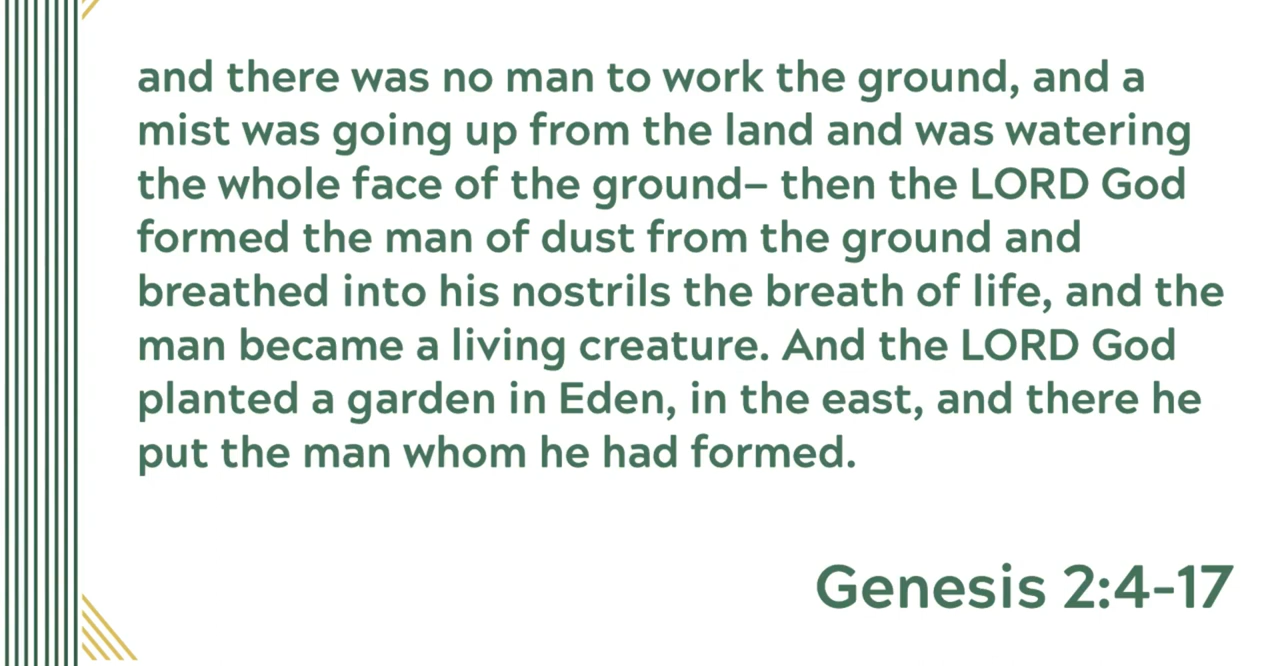 and there was no man to work the ground, and a
mist was going up from the land and was watering
the whole face of the ground– then the LORD God
formed the man of dust from the ground and
breathed into his nostrils the breath of life, and the
man became a living creature. And the LORD God
planted a garden in Eden, in the east, and there he
put the man whom he had formed.
Genesis 2:4-17